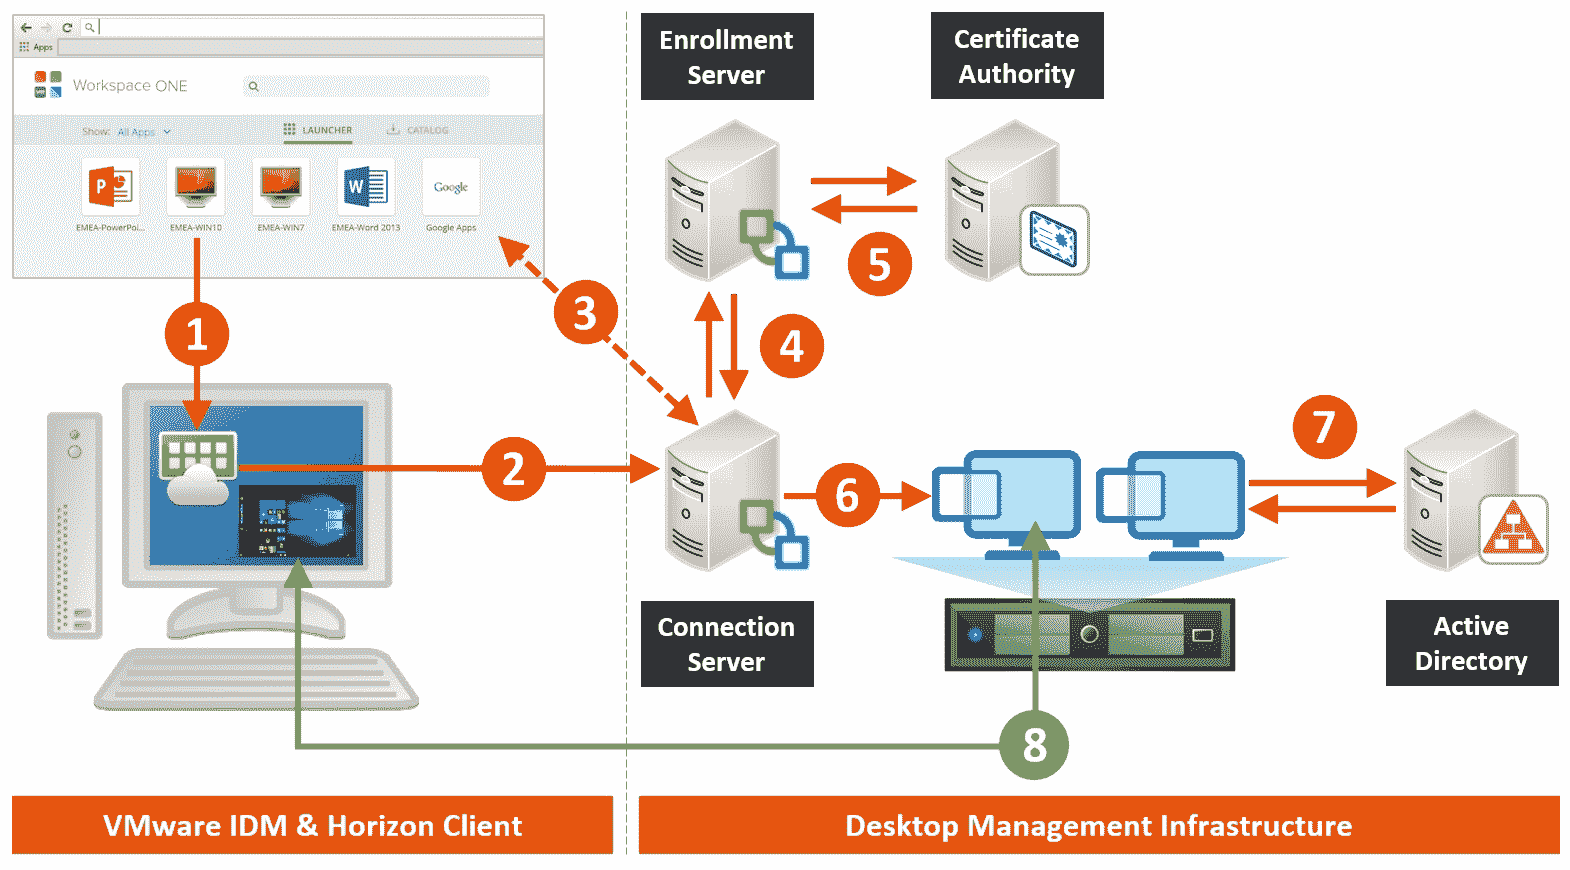 Apps
Workspace ONE
Show: All Apps
LAUNCHER
CATALOG
P
W
Google
EMEA-PowerPoi...
EMEA-WIN10
EMEA-WIN7
EMEA-Word 2013
Google Apps
Enrollment
Server
Certificate
Authority
1
2
3
4
5
6
7
8
Connection
Server
Active
Directory
VMware IDM & Horizon Client
Desktop Management Infrastructure